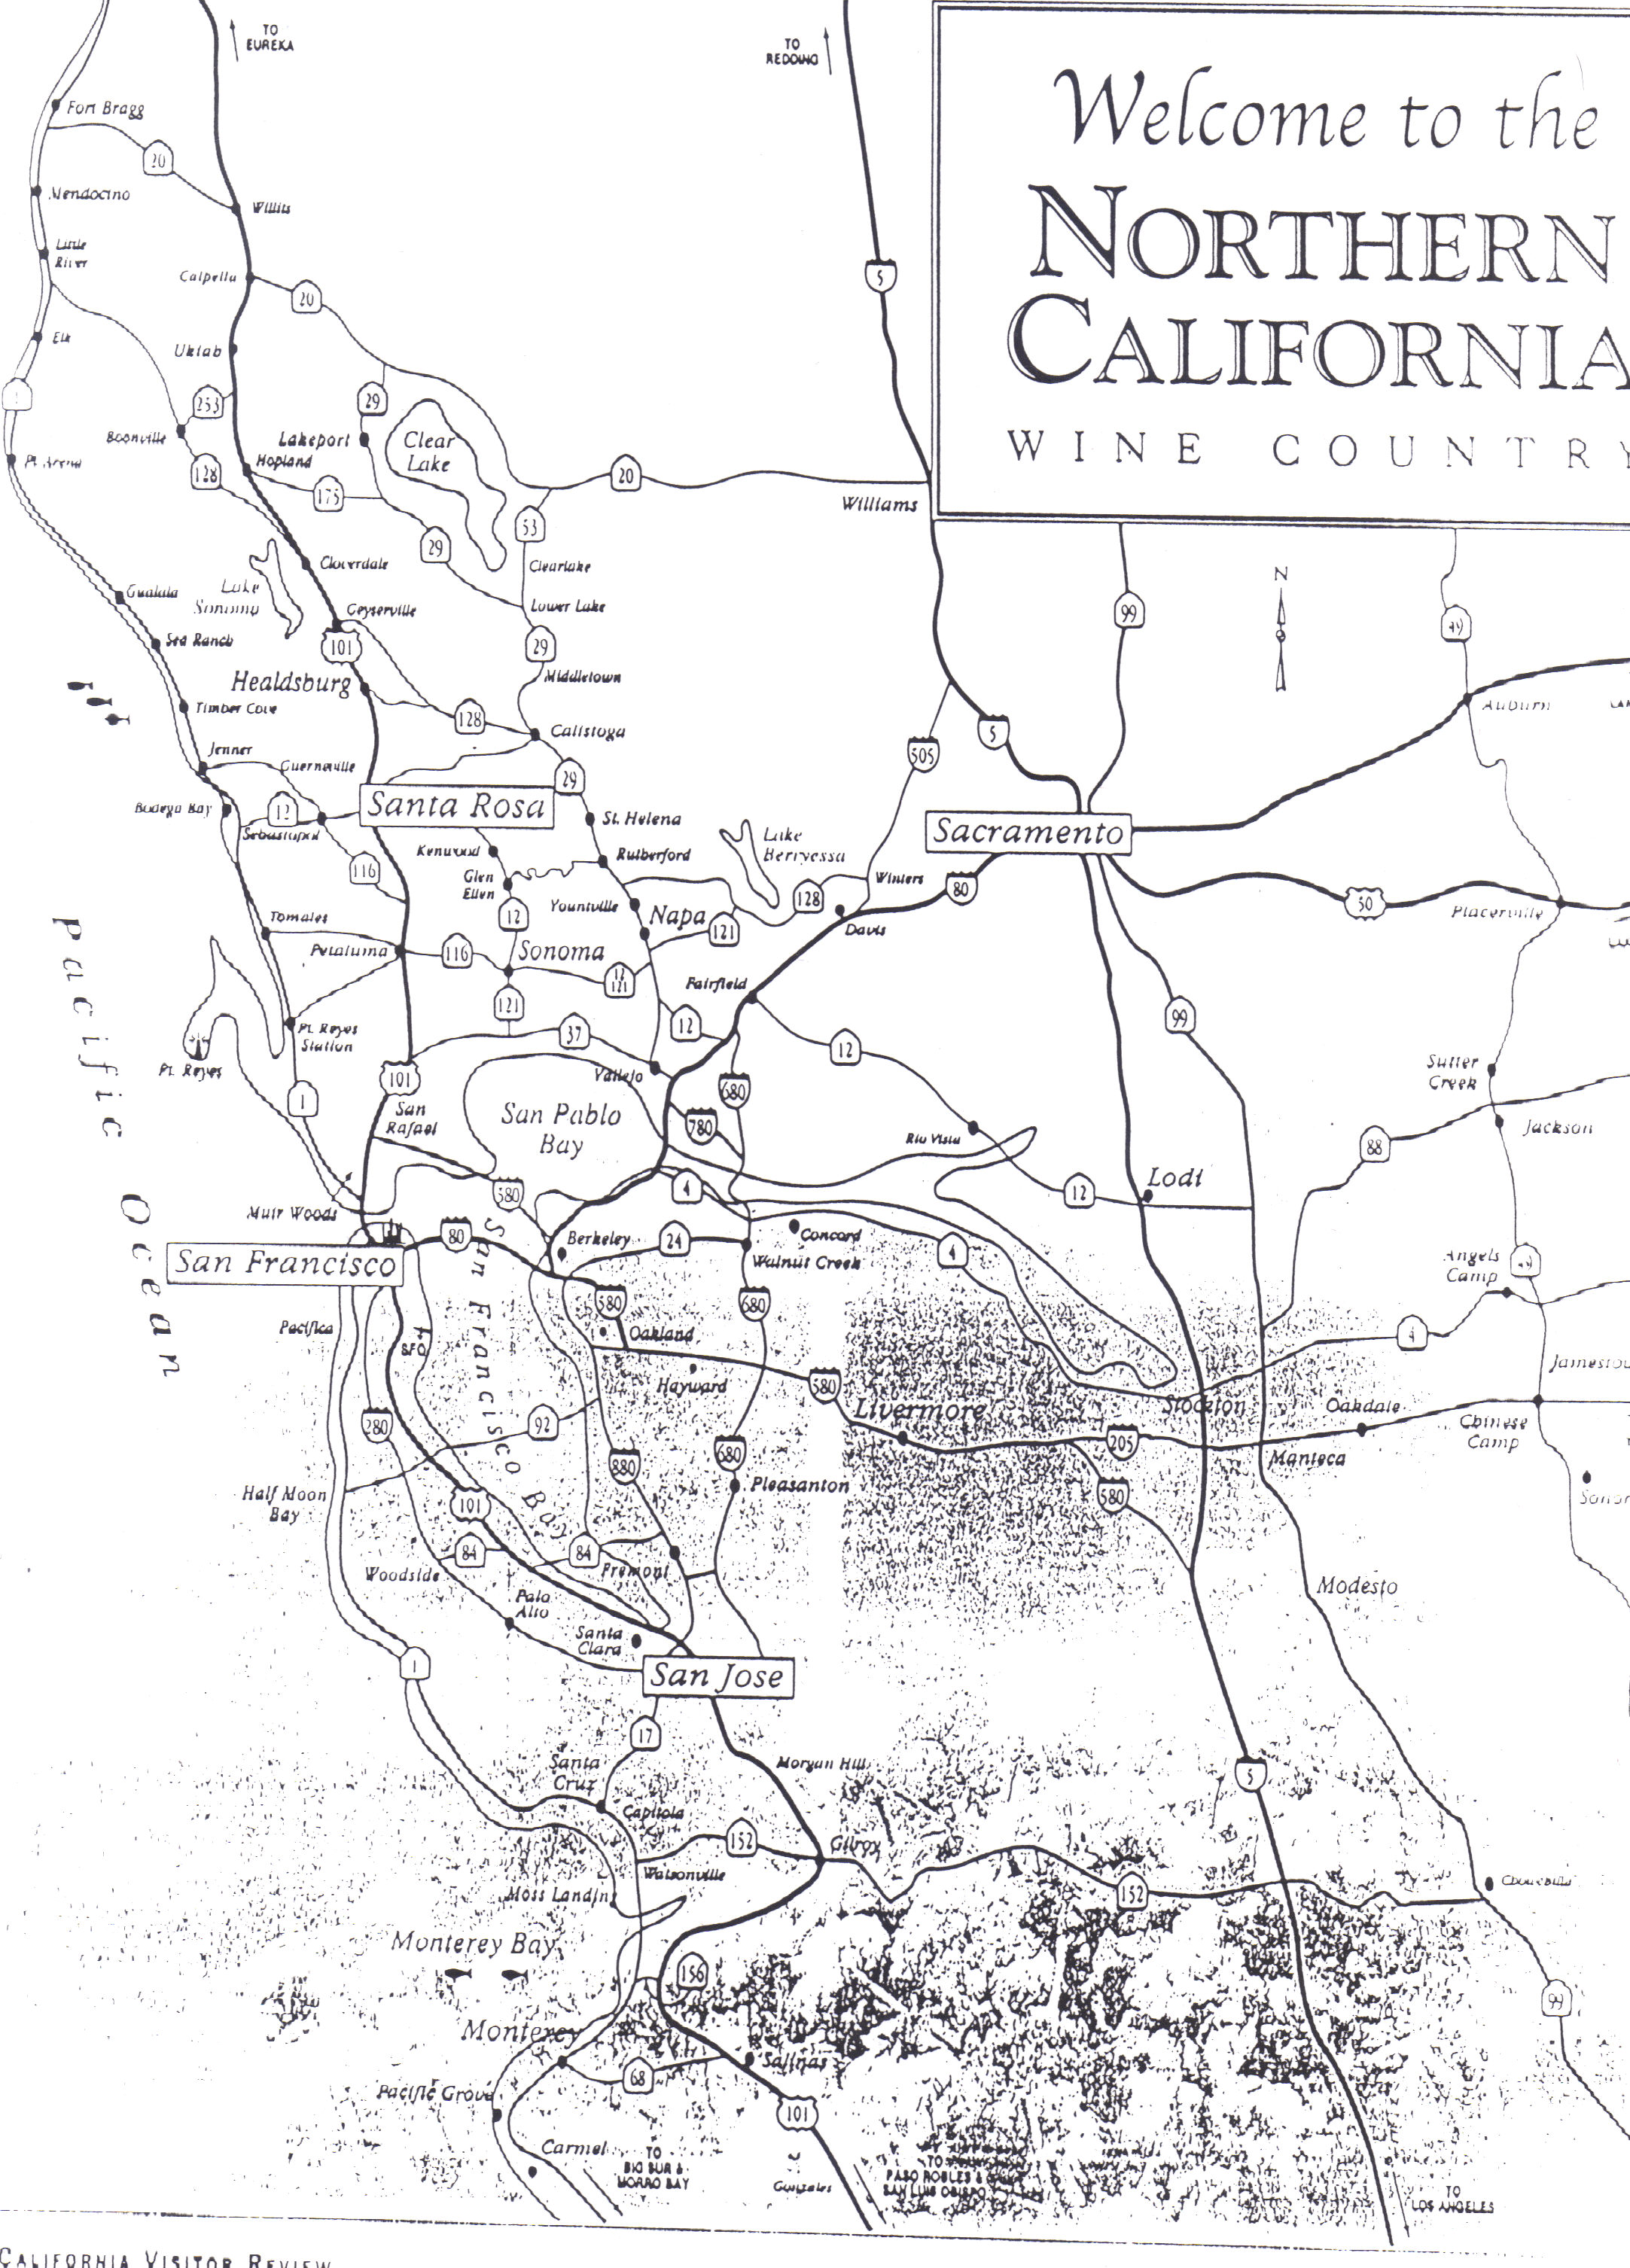 TO
EUREKA
TO
REDDING
Welcome to the
NORTHERN
CALIFORNIA
WINE COUNTRY
Fort Bragg
20
Mendocino
Willits
Little
River
Calpella
20
5
Elk
Ukiah
1
253
29
Boonville
Lakeport
Clear
Lake
Hopland
Pt. Arena
128
175
20
Williams
53
29
Cloverdale
Clearlake
Lake
Sonoma
N
Gualala
Geyserville
Lower Lake
99
49
Sea Ranch
101
29
Healdsburg
Middletown
Timber Cove
128
Calistoga
5
Auburn
Jenner
Guerneville
505
29
Bodega Bay
12
Santa Rosa
St. Helena
Sebastopol
Sacramento
Lake
Berryessa
Kenwood
Rutherford
116
Glen
Ellen
Winters
80
128
50
Yountville
Napa
12
Placerville
Tomales
121
Davis
Petaluma
116
Sonoma
12
121
Fairfield
121
Pt. Reyes
Station
37
12
12
99
Pt. Reyes
Vallejo
Sutter
Creek
101
680
1
San
Rafael
San Pablo
Bay
780
Rio Vista
Jackson
88
580
4
12
Lodi
Muir Woods
80
Berkeley
24
Concord
4
San Francisco
Walnut Creek
Angels
Camp
49
Pacific
Ocean
San Francisco Bay
580
680
Pacifica
SFO
Oakland
4
Hayward
580
Livermore
Stockton
Oakdale
Chinese
Camp
280
92
205
Manteca
880
680
Half Moon
Bay
101
Pleasanton
580
84
84
Woodside
Fremont
Modesto
Palo
Alto
Santa
Clara
1
San Jose
17
Santa
Cruz
Morgan Hill
5
Capitola
152
Gilroy
Watsonville
152
Moss Landing
Monterey Bay
156
99
Monterey
Salinas
68
Pacific Grove
101
Carmel
TO
BIG SUR &
MORRO BAY
Gonzales
TO
PASO ROBLES &
SAN LUIS OBISPO
TO
LOS ANGELES
CALIFORNIA VISITOR REVIEW